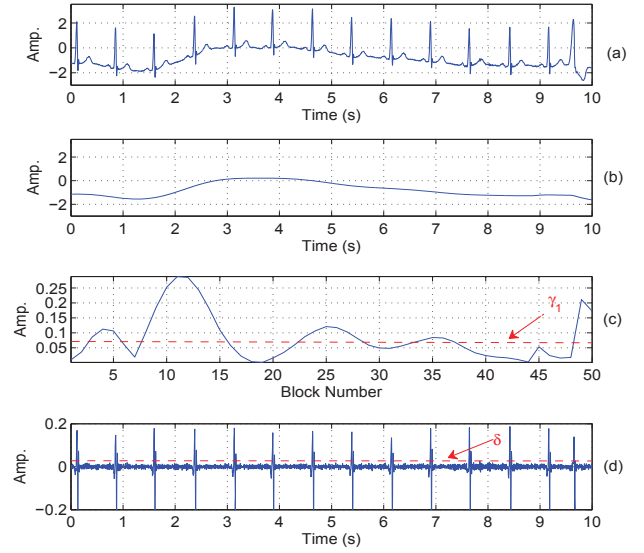 Amp.
2
0
−2
0 1 2 3 4 5 6 7 8 9 10
Time (s)
(a)
Amp.
2
0
−2
0 1 2 3 4 5 6 7 8 9 10
Time (s)
(b)
Amp.
0.25
0.2
0.15
0.1
0.05
5 10 15 20 25 30 35 40 45 50
Block Number
γ1
(c)
Amp.
0.2
0
−0.2
0 1 2 3 4 5 6 7 8 9 10
Time (s)
δ
(d)